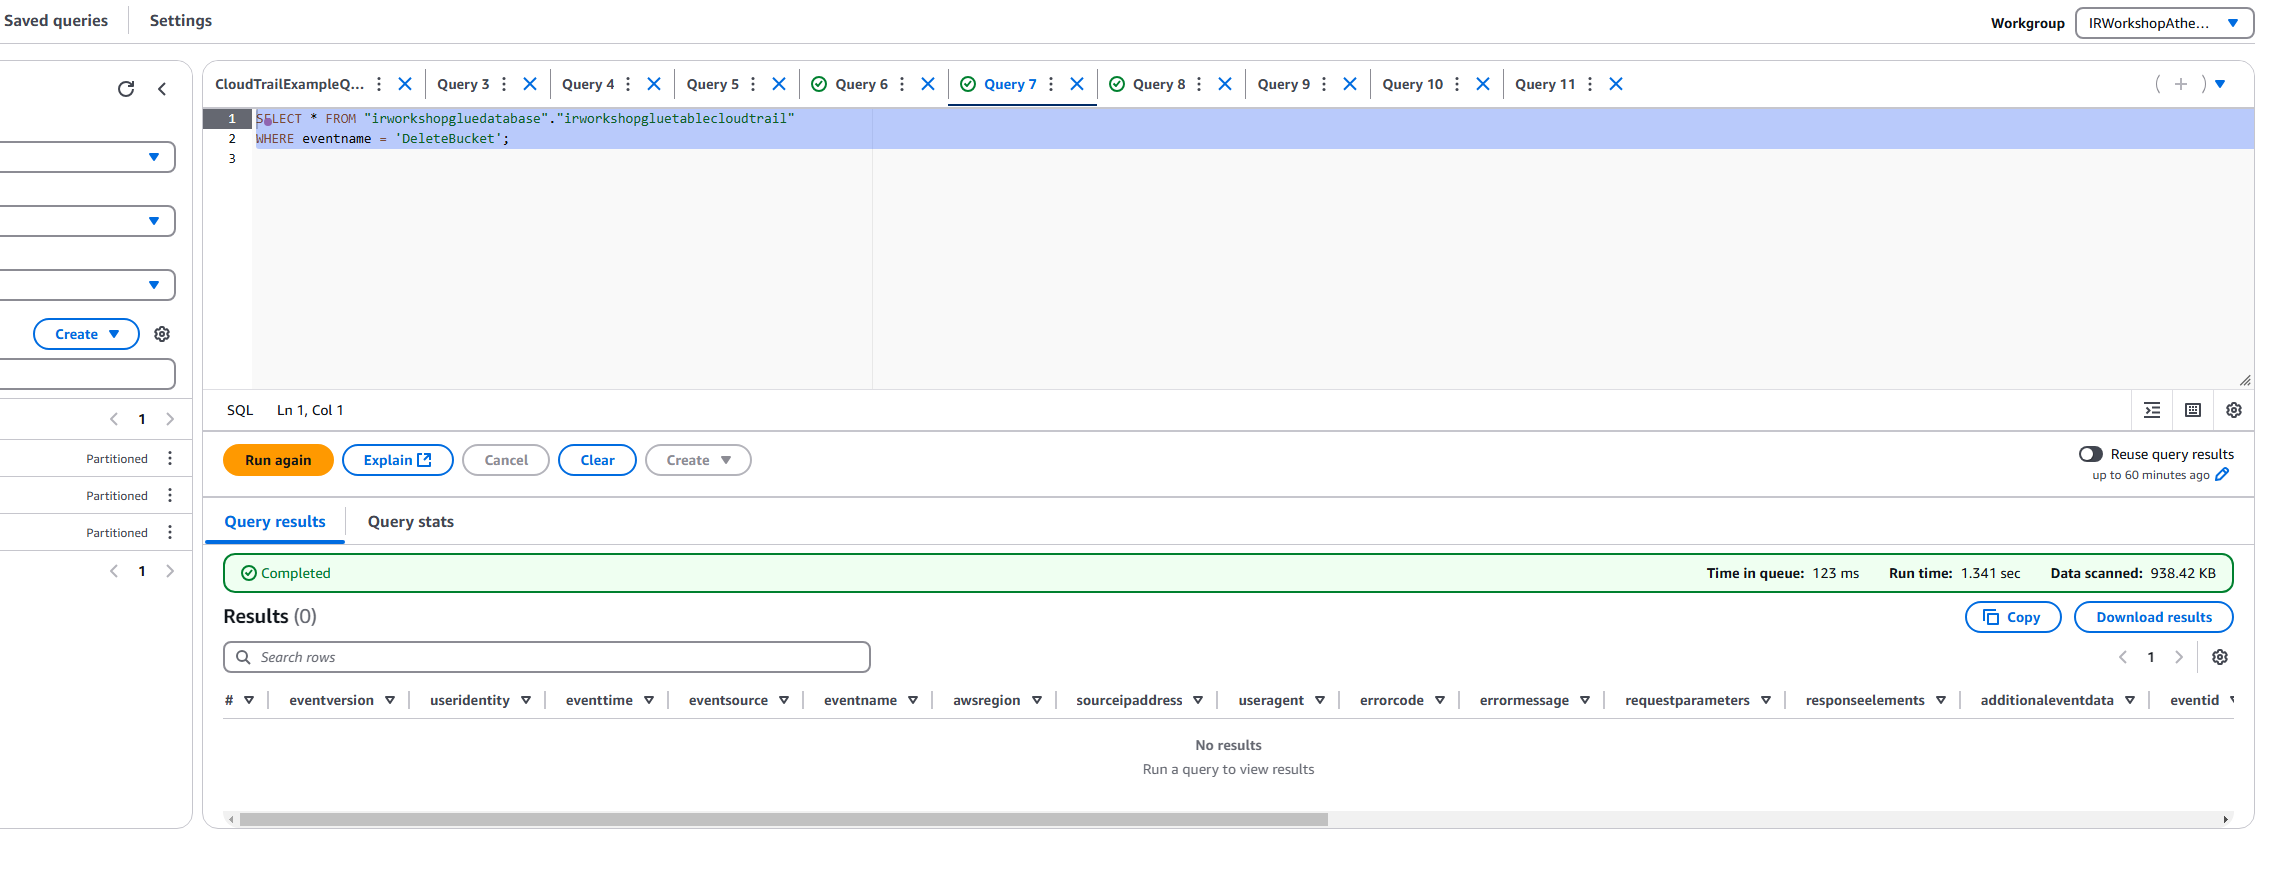 Saved queries
Settings
Workgroup
IRWorkshopAthe...
CloudTrailExampleQ...
Query 3
Query 4
Query 5
Query 6
Query 7
Query 8
Query 9
Query 10
Query 11
1 SELECT * FROM "irworkshopgluedatabase"."irworkshopgluetablecloudtrail"
2 WHERE eventname = 'DeleteBucket';
3
Create
1
Partitioned
Partitioned
Partitioned
1
SQL Ln 1, Col 1
Run again
Explain
Cancel
Clear
Create
Reuse query results
up to 60 minutes ago
Query results
Query stats
Completed
Time in queue: 123 ms
Run time: 1.341 sec
Data scanned: 938.42 KB
Results (0)
Copy
Download results
Search rows
1
# eventversion useridentity eventtime eventsource eventname awsregion sourceipaddress useragent errorcode errormessage requestparameters responseelements additionaleventdata eventid
No results
Run a query to view results